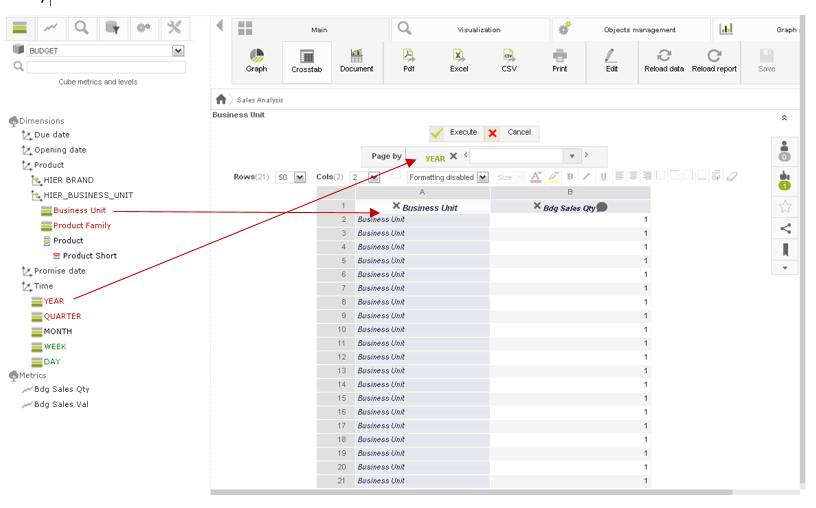 Main
Visualization
Objects management
Graph
BUDGET
Cube metrics and levels
Graph
Crosstab
Document
Pdf
Excel
CSV
Print
Edit
Reload data
Reload report
Save
Sales Analysis
Business Unit
Execute
Cancel
Page by
YEAR
Rows(21) 50 Cols(2) 2 Formatting disabled Size A B I U
Dimensions
Due date
Opening date
Product
HIER BRAND
HIER_BUSINESS_UNIT
Business Unit
Product Family
Product
Product Short
Promise date
Time
YEAR
QUARTER
MONTH
WEEK
DAY
Metrics
Bdg Sales Qty
Bdg Sales Val
A B
1 Business Unit Bdg Sales Qty
2 Business Unit 1
3 Business Unit 1
4 Business Unit 1
5 Business Unit 1
6 Business Unit 1
7 Business Unit 1
8 Business Unit 1
9 Business Unit 1
10 Business Unit 1
11 Business Unit 1
12 Business Unit 1
13 Business Unit 1
14 Business Unit 1
15 Business Unit 1
16 Business Unit 1
17 Business Unit 1
18 Business Unit 1
19 Business Unit 1
20 Business Unit 1
21 Business Unit 1
0
1